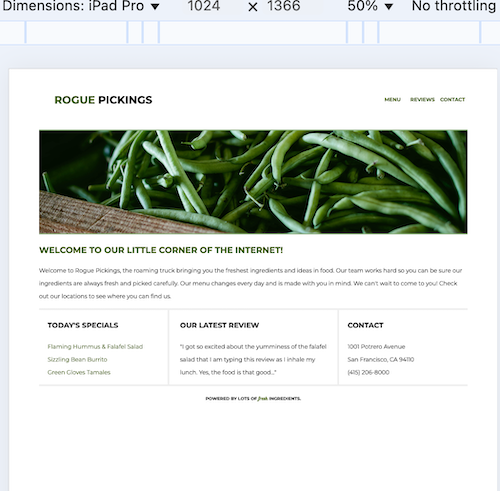 Dimensions: iPad Pro ▼ 1024 × 1366 50% ▼ No throttling
ROGUE PICKINGS
MENU REVIEWS CONTACT
WELCOME TO OUR LITTLE CORNER OF THE INTERNET!
Welcome to Rogue Pickings, the roaming truck bringing you the freshest ingredients and ideas in food. Our team works hard so you can be sure our
ingredients are always fresh and picked carefully. Our menu changes every day and is made with you in mind. We can't wait to come to you! Check
out our locations to see where you can find us.
TODAY'S SPECIALS
Flaming Hummus & Falafel Salad
Sizzling Bean Burrito
Green Gloves Tamales
OUR LATEST REVIEW
"I got so excited about the yumminess of the falafel
salad that I am typing this review as I inhale my
lunch. Yes, the food is that good..."
CONTACT
1001 Potrero Avenue
San Francisco, CA 94110
(415) 206-8000
POWERED BY LOTS OF fresh INGREDIENTS.